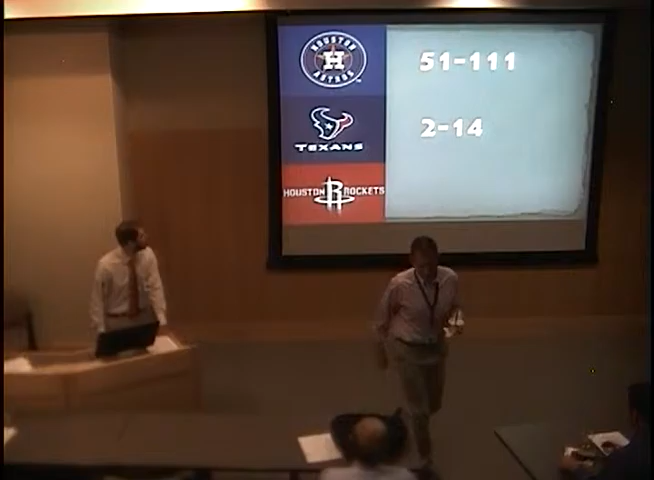 HOUSTON
H
ASTROS
51-111
TEXANS
2-14
HOUSTON R ROCKETS